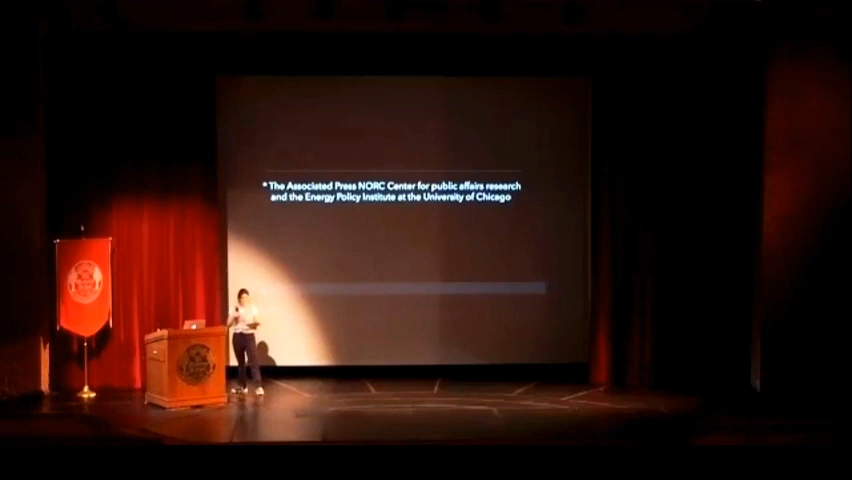 * The Associated Press NORC Center for public affairs research
and the Energy Policy Institute at the University of Chicago